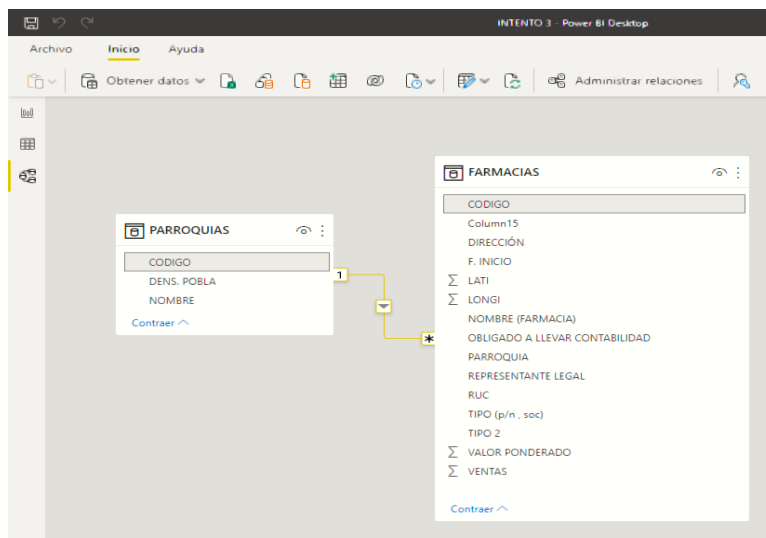 INTENTO 3 - Power BI Desktop
Archivo Inicio Ayuda
Obtener datos Administrar relaciones
PARROQUIAS
CODIGO
DENS. POBLA
NOMBRE
Contraer
1
*
FARMACIAS
CODIGO
Column15
DIRECCIÓN
F. INICIO
∑ LATI
∑ LONGI
NOMBRE (FARMACIA)
OBLIGADO A LLEVAR CONTABILIDAD
PARROQUIA
REPRESENTANTE LEGAL
RUC
TIPO (p/n , soc)
TIPO 2
∑ VALOR PONDERADO
∑ VENTAS
Contraer